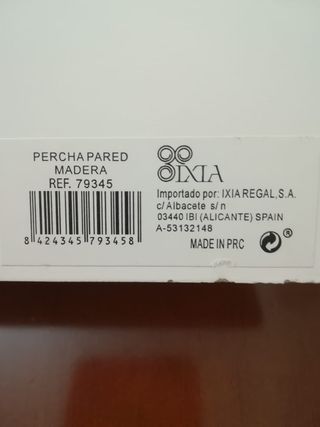 PERCHA PARED
MADERA
REF. 79345
8 424345 793458
IXIA
Importado por: IXIA REGAL,S.A.
c/ Albacete s/n
03440 IBI (ALICANTE) SPAIN
A-53132148
MADE IN PRC
®